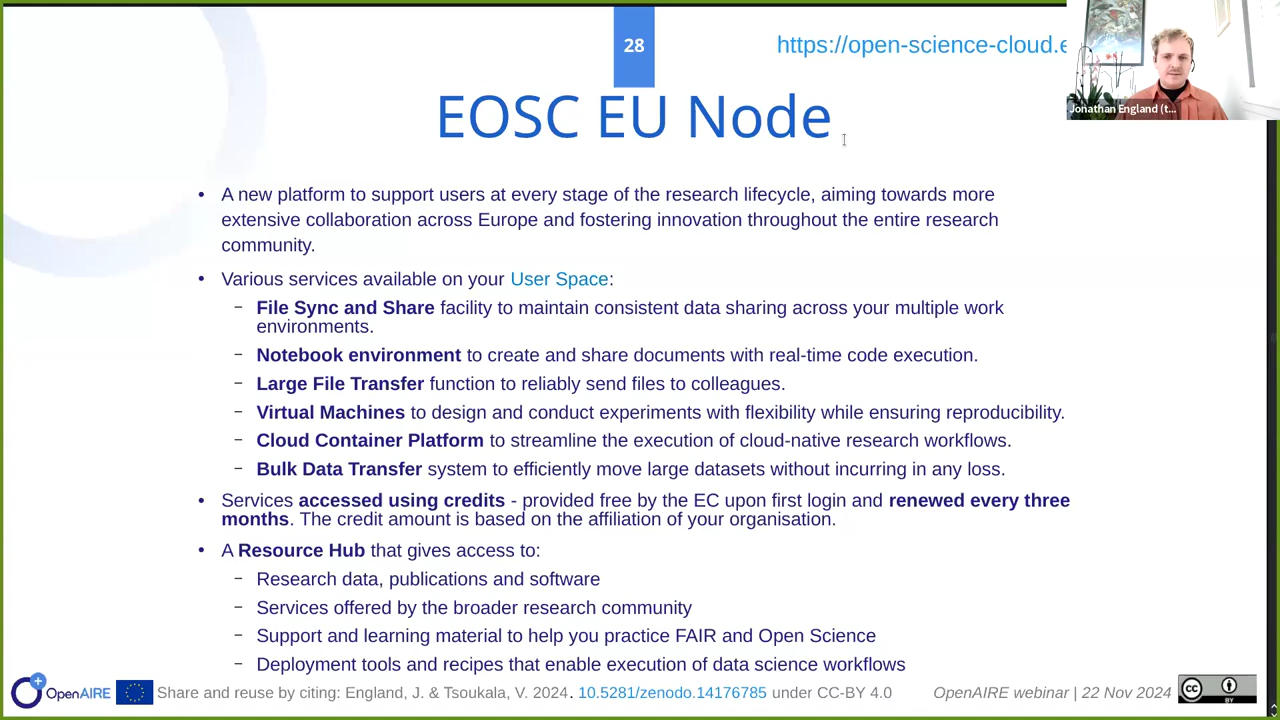 28
https://open-science-cloud.e
Jonathan England (t...
EOSC EU Node
• A new platform to support users at every stage of the research lifecycle, aiming towards more
extensive collaboration across Europe and fostering innovation throughout the entire research
community.
• Various services available on your User Space:
− File Sync and Share facility to maintain consistent data sharing across your multiple work
environments.
− Notebook environment to create and share documents with real-time code execution.
− Large File Transfer function to reliably send files to colleagues.
− Virtual Machines to design and conduct experiments with flexibility while ensuring reproducibility.
− Cloud Container Platform to streamline the execution of cloud-native research workflows.
− Bulk Data Transfer system to efficiently move large datasets without incurring in any loss.
• Services accessed using credits - provided free by the EC upon first login and renewed every three
months. The credit amount is based on the affiliation of your organisation.
• A Resource Hub that gives access to:
− Research data, publications and software
− Services offered by the broader research community
− Support and learning material to help you practice FAIR and Open Science
− Deployment tools and recipes that enable execution of data science workflows
OpenAIRE Share and reuse by citing: England, J. & Tsoukala, V. 2024. 10.5281/zenodo.14176785 under CC-BY 4.0 OpenAIRE webinar | 22 Nov 2024 cc BY